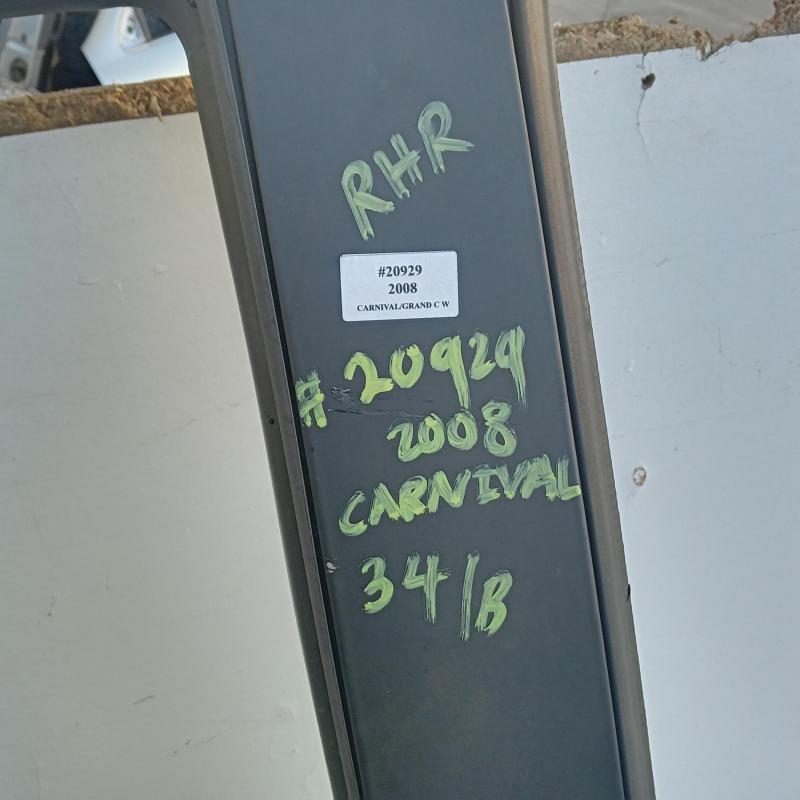 RHR
#20929
2008
CARNIVAL/GRAND C W
# 20929
2008
CARNIVAL
34/B